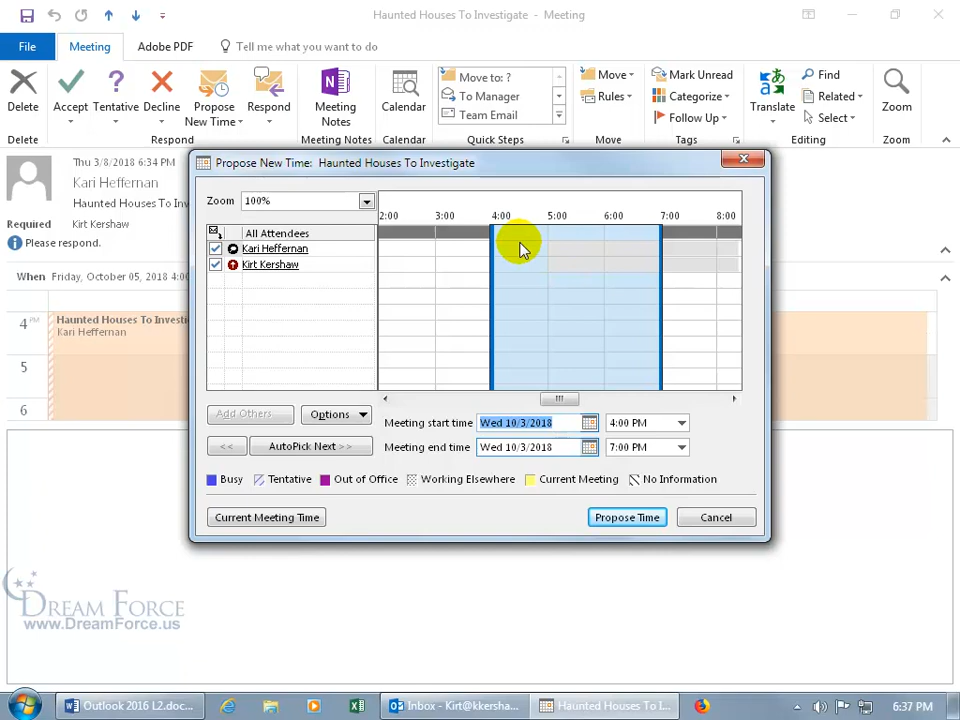 Haunted Houses To Investigate - Meeting
File
Meeting
Adobe PDF
Tell me what you want to do
Delete
Accept
Tentative
Decline
Propose
New Time
Respond
Meeting
Notes
Calendar
Move to: ?
To Manager
Team Email
Move
Rules
Mark Unread
Categorize
Follow Up
Translate
Find
Related
Select
Zoom
Delete
Respond
Meeting Notes
Calendar
Quick Steps
Move
Tags
Editing
Zoom
Thu 3/8/2018 6:34 PM
Kari Heffernan
Haunted Houses To Inv
Required
Kirt Kershaw
Please respond.
When Friday, October 05, 2018 4:00
4 PM
Haunted Houses To Investi
Kari Heffernan
5
6
Propose New Time: Haunted Houses To Investigate
Zoom 100%
2:00 3:00 4:00 5:00 6:00 7:00 8:00
All Attendees
Kari Heffernan
Kirt Kershaw
Add Others
Options
Meeting start time Wed 10/3/2018 4:00 PM
<< AutoPick Next >>
Meeting end time Wed 10/3/2018 7:00 PM
Busy Tentative Out of Office Working Elsewhere Current Meeting No Information
Current Meeting Time
Propose Time
Cancel
DREAM FORCE
www.DreamForce.us
Outlook 2016 L2.doc...
Inbox - Kirt@kkersha...
Haunted Houses To I...
6:37 PM